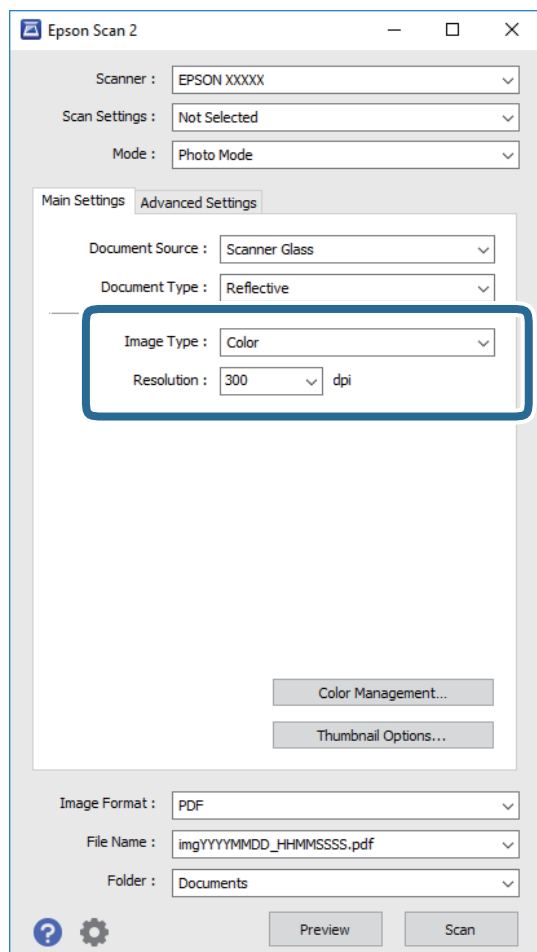 Epson Scan 2
Scanner : EPSON XXXXX
Scan Settings : Not Selected
Mode : Photo Mode
Main Settings Advanced Settings
Document Source : Scanner Glass
Document Type : Reflective
Image Type : Color
Resolution : 300 dpi
Color Management...
Thumbnail Options...
Image Format : PDF
File Name : imgYYYYMMDD_HHMMSSSS.pdf
Folder : Documents
? Preview Scan